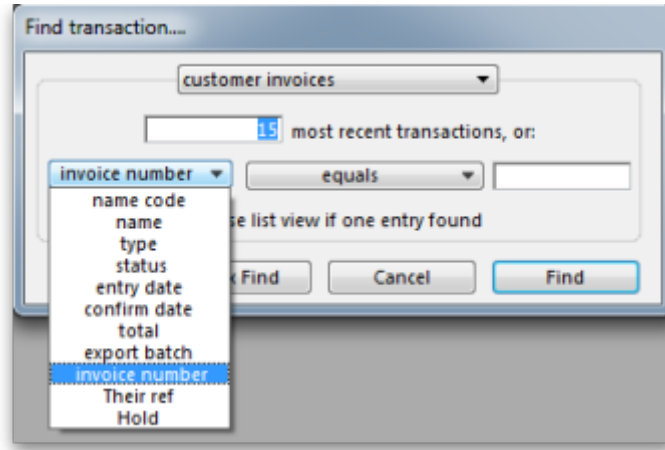 Find transaction....
customer invoices
15 most recent transactions, or:
invoice number equals
name code
name
type
status
entry date
confirm date
total
export batch
invoice number
Their ref
Hold
list view if one entry found
Find Cancel Find